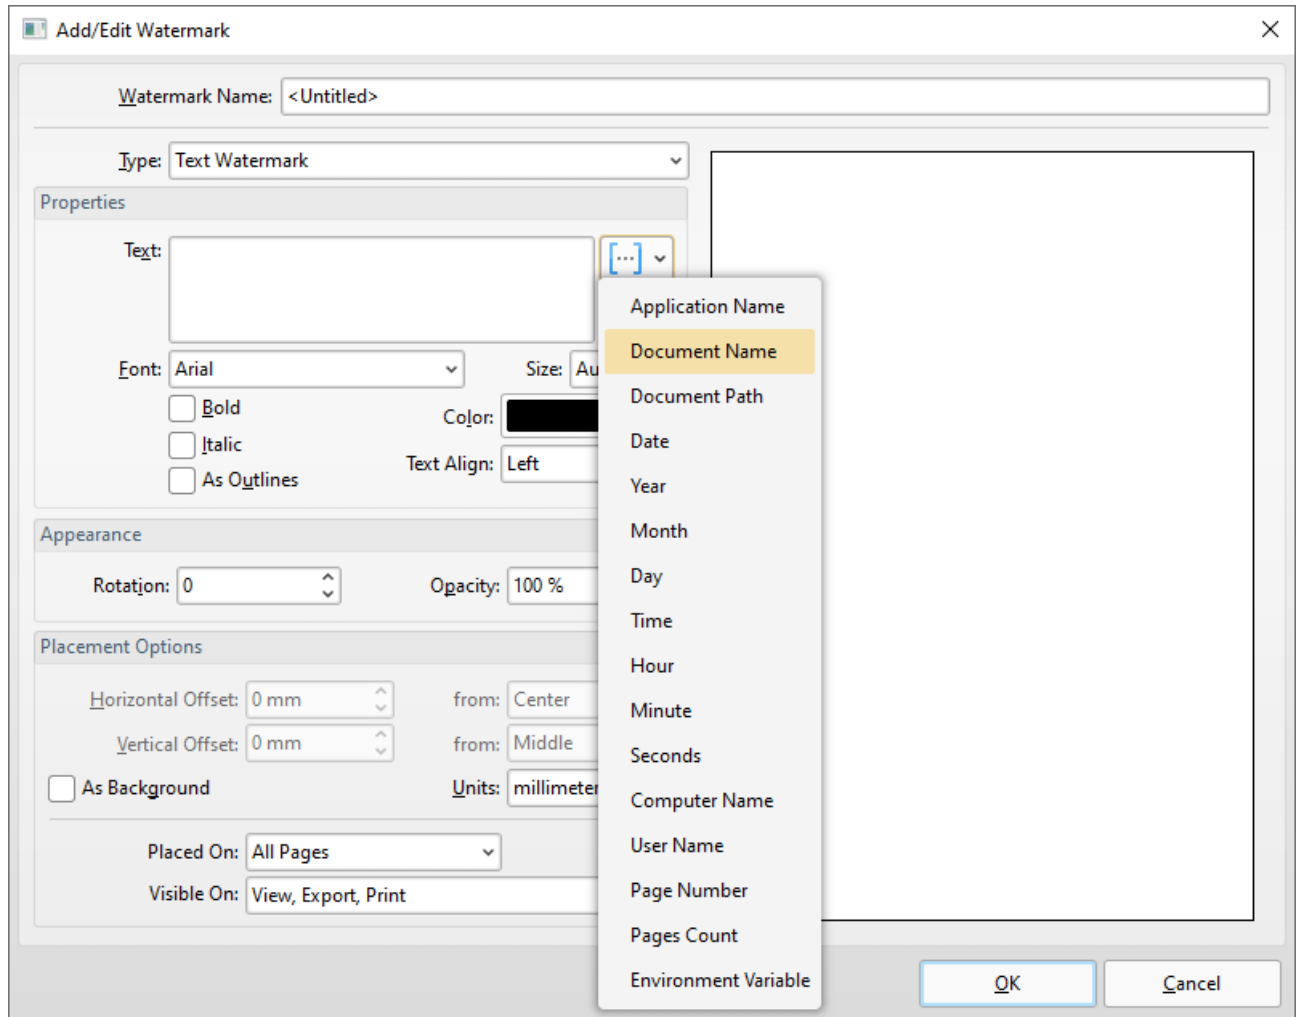 Add/Edit Watermark
Watermark Name: <Untitled>
Type: Text Watermark
Properties
Text:
[...]
Font: Arial
Size: Au
Bold
Color:
Italic
Text Align: Left
As Outlines
Appearance
Rotation: 0
Opacity: 100 %
Placement Options
Horizontal Offset: 0 mm
from: Center
Vertical Offset: 0 mm
from: Middle
As Background
Units: millimeter
Placed On: All Pages
Visible On: View, Export, Print
Application Name
Document Name
Document Path
Date
Year
Month
Day
Time
Hour
Minute
Seconds
Computer Name
User Name
Page Number
Pages Count
Environment Variable
OK
Cancel